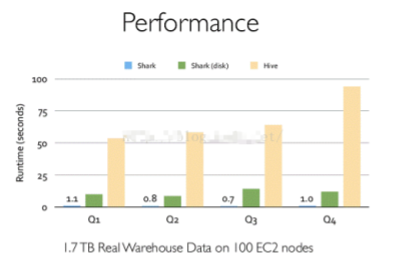 Performance
Shark Shark (disk) Hive
Runtime (seconds)
100
75
50
25
0
1.1 0.8 0.7 1.0
Q1 Q2 Q3 Q4
1.7 TB Real Warehouse Data on 100 EC2 nodes